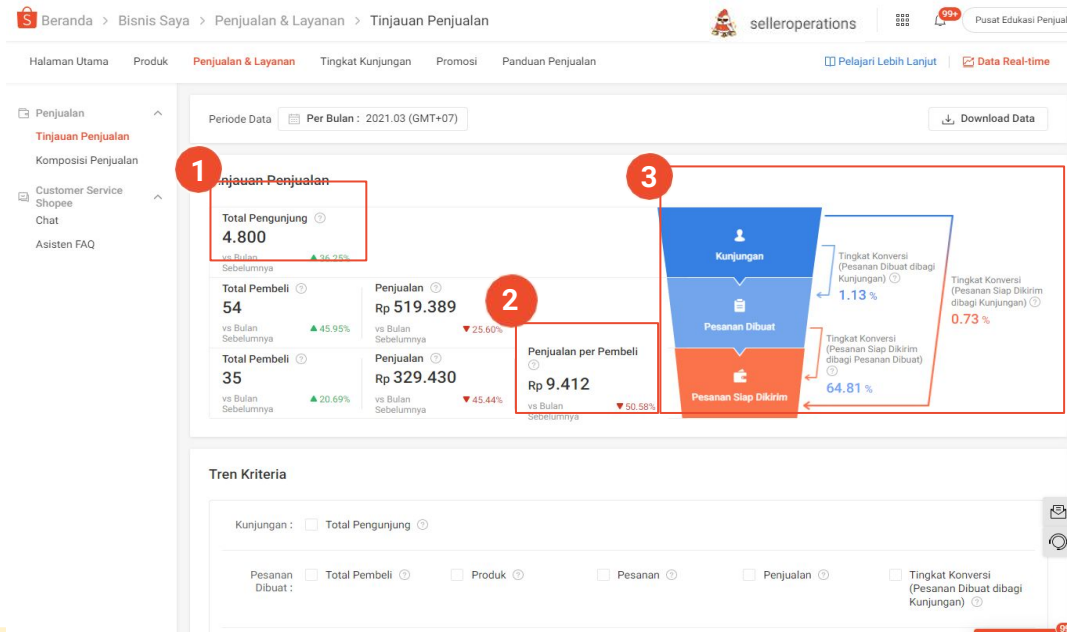 Beranda > Bisnis Saya > Penjualan & Layanan > Tinjauan Penjualan
selleroperations
99+
Pusat Edukasi Penjual
Halaman Utama Produk Penjualan & Layanan Tingkat Kunjungan Promosi Panduan Penjualan
Pelajari Lebih Lanjut Data Real-time
Penjualan
Tinjauan Penjualan
Komposisi Penjualan
Customer Service
Shopee
Chat
Asisten FAQ
Periode Data Per Bulan : 2021.03 (GMT+07)
Download Data
1
njauan Penjualan
Total Pengunjung
4.800
vs Bulan
Sebelumnya
36.25%
Total Pembeli
54
vs Bulan
Sebelumnya
45.95%
Penjualan
Rp 519.389
vs Bulan
Sebelumnya
25.60%
Total Pembeli
35
vs Bulan
Sebelumnya
20.69%
Penjualan
Rp 329.430
vs Bulan
Sebelumnya
45.44%
2
Penjualan per Pembeli
Rp 9.412
vs Bulan
Sebelumnya
50.58%
3
Kunjungan
Pesanan Dibuat
Pesanan Siap Dikirim
Tingkat Konversi
(Pesanan Dibuat dibagi
Kunjungan)
1.13 %
Tingkat Konversi
(Pesanan Siap Dikirim
dibagi Pesanan Dibuat)
64.81 %
Tingkat Konversi
(Pesanan Siap Dikirim
dibagi Kunjungan)
0.73 %
Tren Kriteria
Kunjungan : Total Pengunjung
Pesanan
Dibuat :
Total Pembeli Produk Pesanan Penjualan
Tingkat Konversi
(Pesanan Dibuat dibagi
Kunjungan)